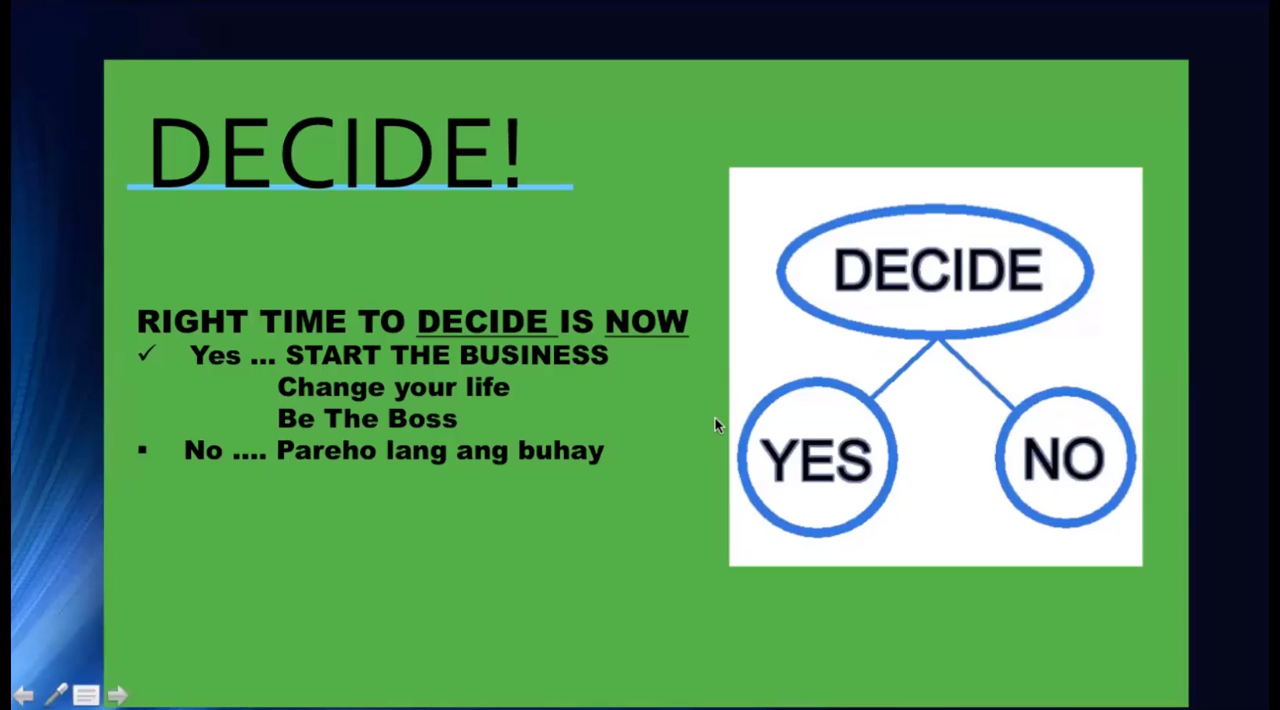 DECIDE!
RIGHT TIME TO DECIDE IS NOW
✓ Yes ... START THE BUSINESS
Change your life
Be The Boss
▪ No .... Pareho lang ang buhay
DECIDE
YES
NO